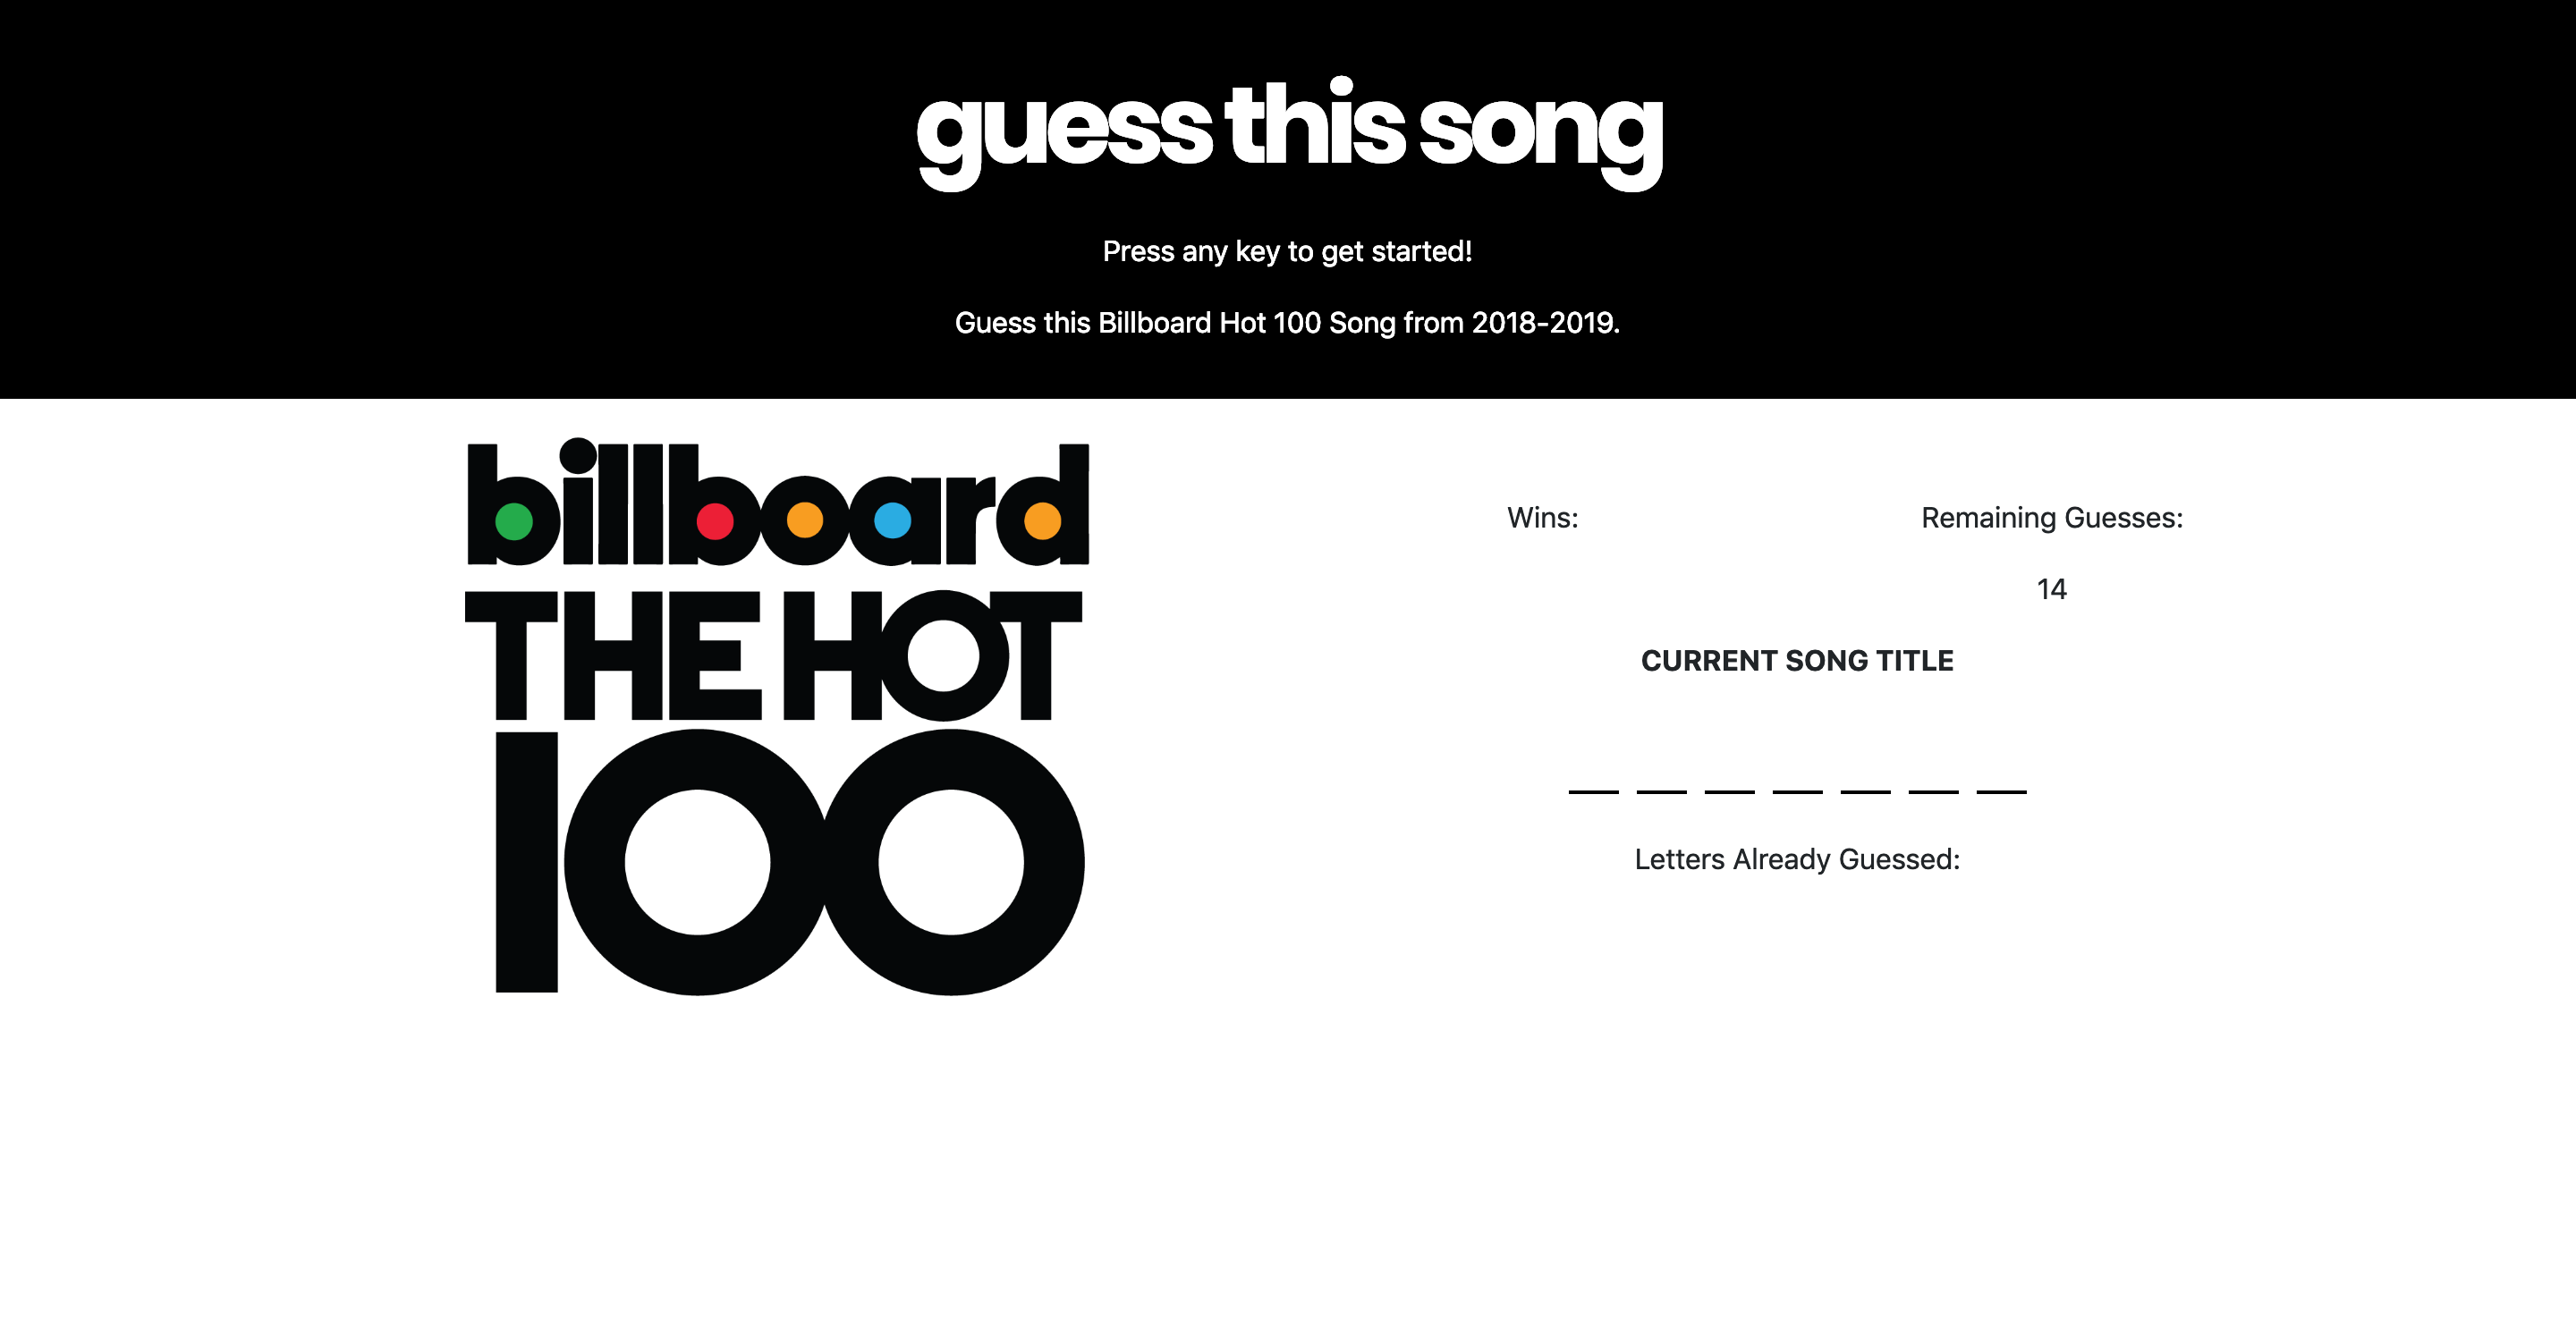 guess this song
Press any key to get started!
Guess this Billboard Hot 100 Song from 2018-2019.
billboard
THE HOT
100
Wins:
Remaining Guesses:
14
CURRENT SONG TITLE
_ _ _ _ _ _ _
Letters Already Guessed: